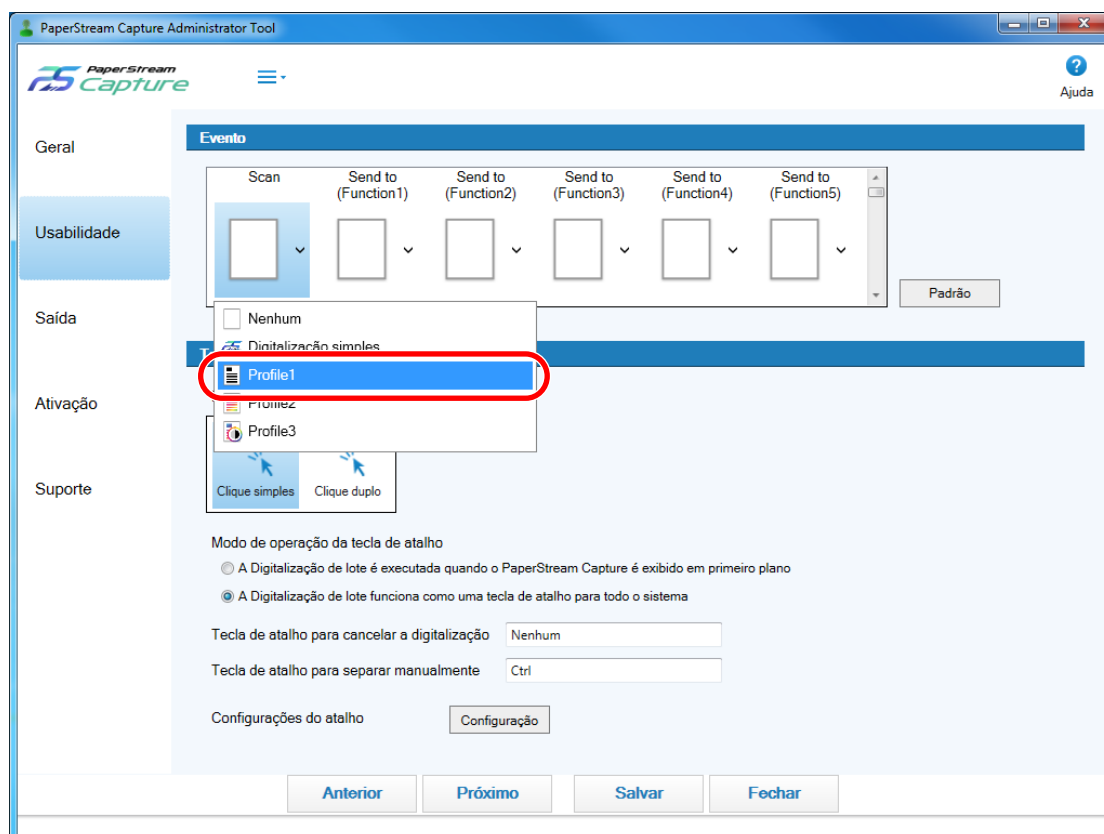 PaperStream Capture Administrator Tool
PaperStream
Capture
Ajuda
Geral
Usabilidade
Saída
Ativação
Suporte
Evento
Scan
Send to
(Function1)
Send to
(Function2)
Send to
(Function3)
Send to
(Function4)
Send to
(Function5)
Padrão
Nenhum
Digitalização simples
Profile1
Profile2
Profile3
Clique simples
Clique duplo
Modo de operação da tecla de atalho
A Digitalização de lote é executada quando o PaperStream Capture é exibido em primeiro plano
A Digitalização de lote funciona como uma tecla de atalho para todo o sistema
Tecla de atalho para cancelar a digitalização Nenhum
Tecla de atalho para separar manualmente Ctrl
Configurações do atalho Configuração
Anterior Próximo Salvar Fechar